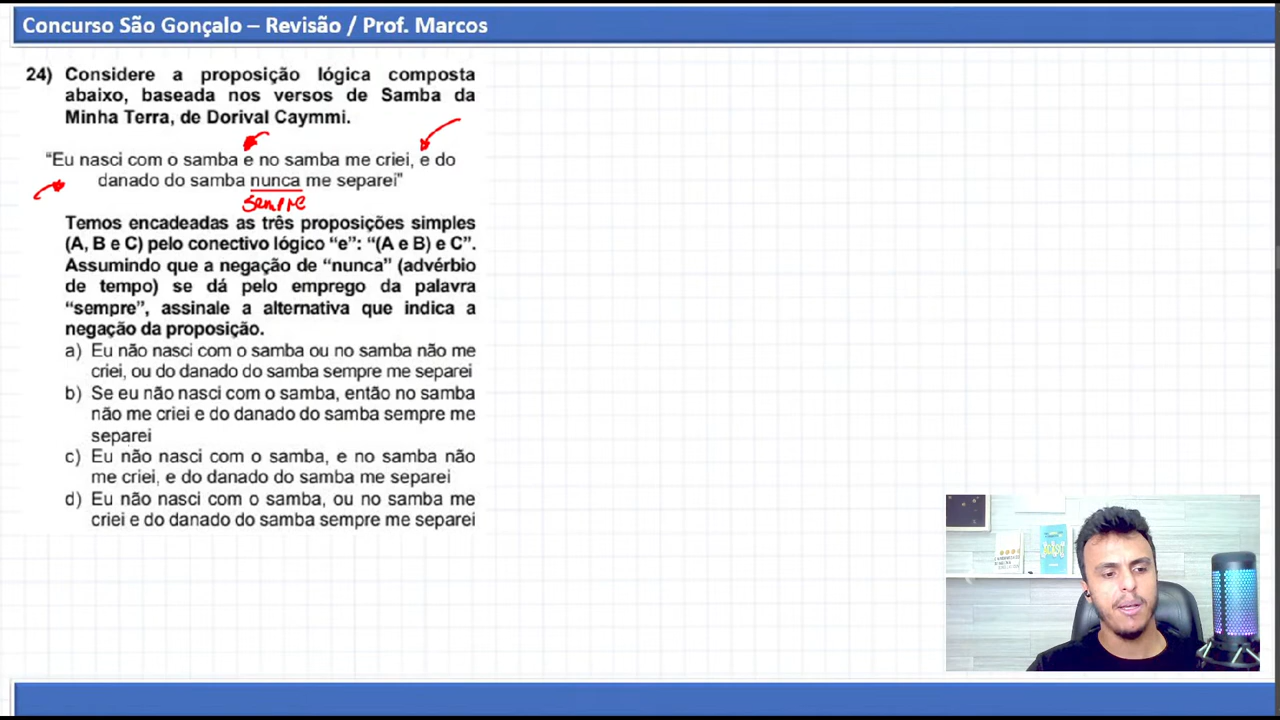 Concurso São Gonçalo – Revisão / Prof. Marcos
24) Considere a proposição lógica composta
abaixo, baseada nos versos de Samba da
Minha Terra, de Dorival Caymmi.
“Eu nasci com o samba e no samba me criei, e do
danado do samba nunca me separei”
sempre
Temos encadeadas as três proposições simples
(A, B e C) pelo conectivo lógico “e”: “(A e B) e C”.
Assumindo que a negação de “nunca” (advérbio
de tempo) se dá pelo emprego da palavra
“sempre”, assinale a alternativa que indica a
negação da proposição.
a) Eu não nasci com o samba ou no samba não me
criei, ou do danado do samba sempre me separei
b) Se eu não nasci com o samba, então no samba
não me criei e do danado do samba sempre me
separei
c) Eu não nasci com o samba, e no samba não
me criei, e do danado do samba me separei
d) Eu não nasci com o samba, ou no samba me
criei e do danado do samba sempre me separei